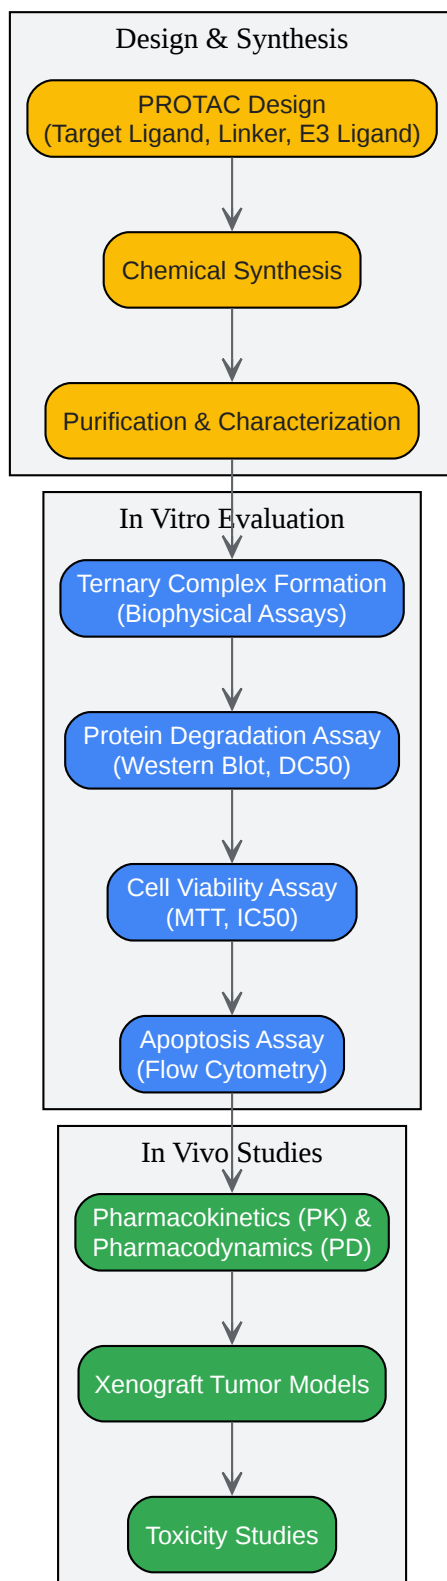 Design & Synthesis
PROTAC Design
(Target Ligand, Linker, E3 Ligand)
Chemical Synthesis
Purification & Characterization
In Vitro Evaluation
Ternary Complex Formation
(Biophysical Assays)
Protein Degradation Assay
(Western Blot, DC50)
Cell Viability Assay
(MTT, IC50)
Apoptosis Assay
(Flow Cytometry)
In Vivo Studies
Pharmacokinetics (PK) &
Pharmacodynamics (PD)
Xenograft Tumor Models
Toxicity Studies